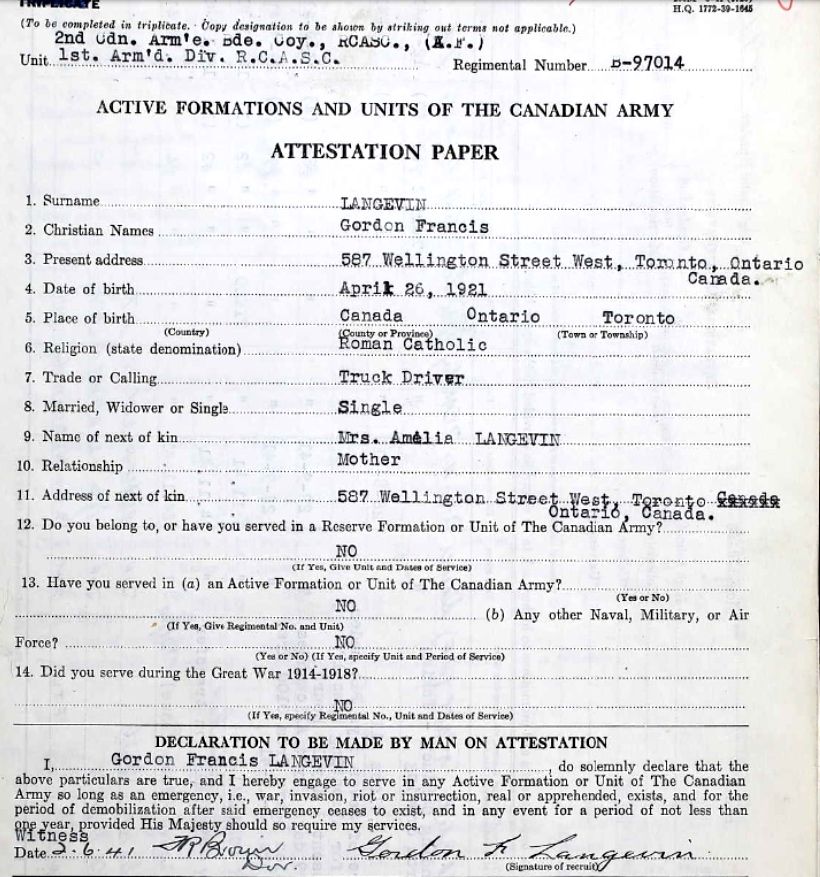 TRIPLICATE
H.Q. 1772-39-1645
(To be completed in triplicate. Copy designation to be shown by striking out terms not applicable.)
2nd Cdn. Arm'e. Bde. Coy., RCASC., (A.F.)
Unit 1st. Arm'd. Div. R.C.A.S.C. Regimental Number B-97014
ACTIVE FORMATIONS AND UNITS OF THE CANADIAN ARMY
ATTESTATION PAPER
1. Surname LANGEVIN
2. Christian Names Gordon Francis
3. Present address 587 Wellington Street West, Toronto, Ontario
Canada.
4. Date of birth April 26, 1921
5. Place of birth Canada Ontario Toronto
(Country) (County or Province) (Town or Township)
6. Religion (state denomination) Roman Catholic
7. Trade or Calling Truck Driver
8. Married, Widower or Single Single
9. Name of next of kin Mrs. Amelia LANGEVIN
10. Relationship Mother
11. Address of next of kin 587 Wellington Street West, Toronto Canada
Ontario, Canada.
12. Do you belong to, or have you served in a Reserve Formation or Unit of The Canadian Army?
NO
(If Yes, Give Unit and Dates of Service)
13. Have you served in (a) an Active Formation or Unit of The Canadian Army?
(Yes or No)
NO (b) Any other Naval, Military, or Air
(If Yes, Give Regimental No. and Unit)
Force? NO
(Yes or No) (If Yes, specify Unit and Period of Service)
14. Did you serve during the Great War 1914-1918?
NO
(If Yes, specify Regimental No., Unit and Dates of Service)
DECLARATION TO BE MADE BY MAN ON ATTESTATION
I, Gordon Francis LANGEVIN, do solemnly declare that the
above particulars are true, and I hereby engage to serve in any Active Formation or Unit of The Canadian
Army so long as an emergency, i.e., war, invasion, riot or insurrection, real or apprehended, exists, and for the
period of demobilization after said emergency ceases to exist, and in any event for a period of not less than
one year, provided His Majesty should so require my services.
Witness
Date 2·6·41 Gordon F Langevin
(Signature of recruit)